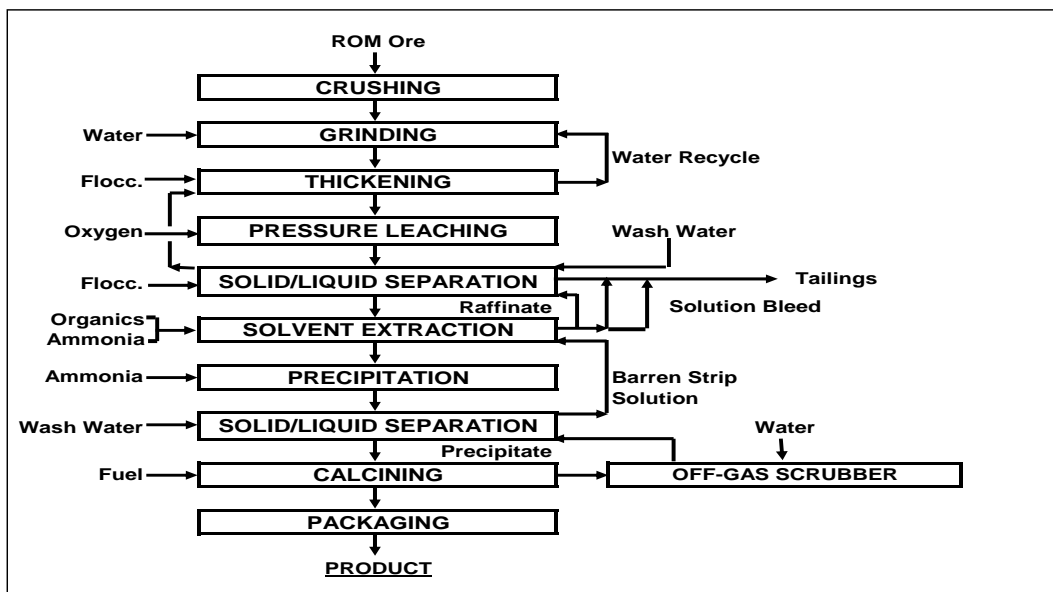 ROM Ore
CRUSHING
Water
GRINDING
Water Recycle
Flocc.
THICKENING
Oxygen
PRESSURE LEACHING
Wash Water
Flocc.
SOLID/LIQUID SEPARATION
Tailings
Raffinate
Solution Bleed
Organics
Ammonia
SOLVENT EXTRACTION
Ammonia
PRECIPITATION
Barren Strip
Solution
Wash Water
SOLID/LIQUID SEPARATION
Water
Precipitate
Fuel
CALCINING
OFF-GAS SCRUBBER
PACKAGING
PRODUCT